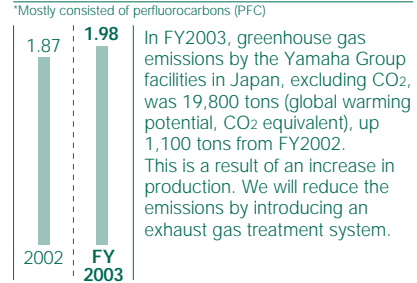 *Mostly consisted of perfluorocarbons (PFC)
1.87
1.98
2002
FY
2003
In FY2003, greenhouse gas
emissions by the Yamaha Group
facilities in Japan, excluding CO2,
was 19,800 tons (global warming
potential, CO2 equivalent), up
1,100 tons from FY2002.
This is a result of an increase in
production. We will reduce the
emissions by introducing an
exhaust gas treatment system.